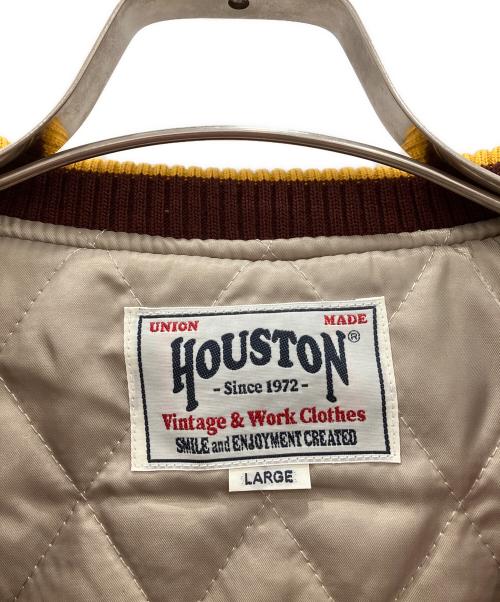 UNION MADE
HOUSTON®
- Since 1972 -
Vintage & Work Clothes
SMILE and ENJOYMENT CREATED
LARGE